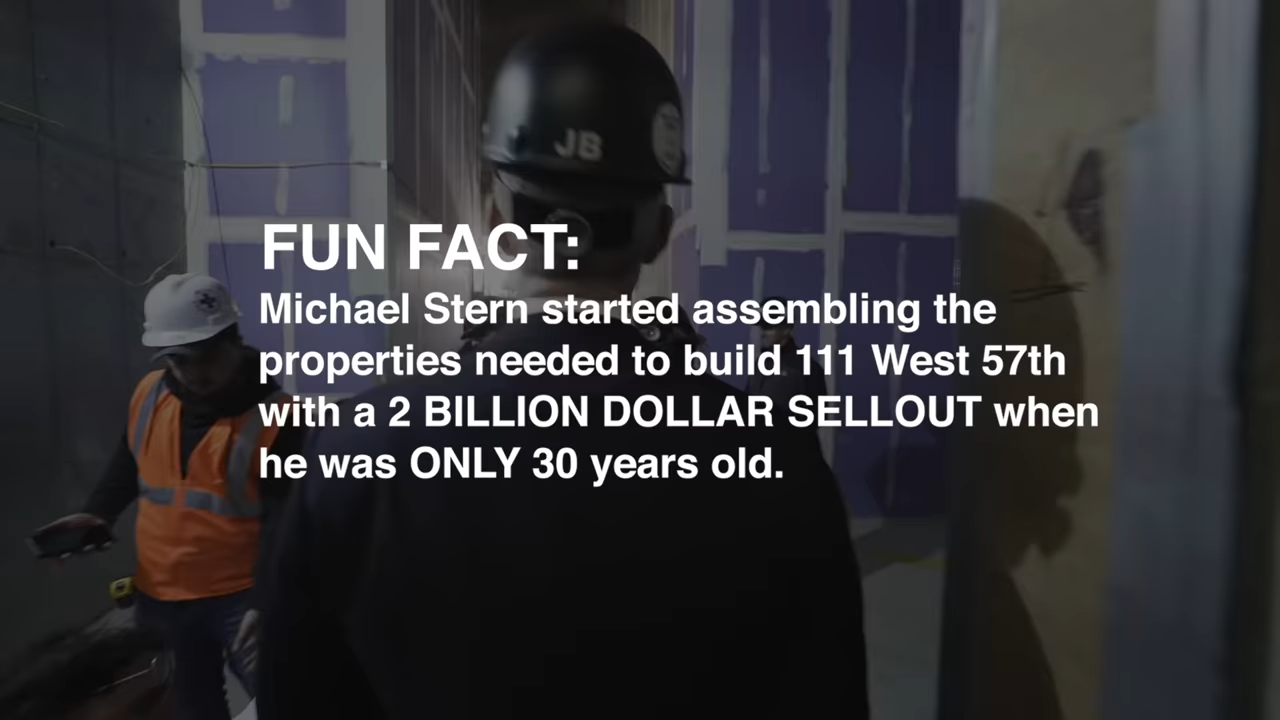 JB
FUN FACT:
Michael Stern started assembling the
properties needed to build 111 West 57th
with a 2 BILLION DOLLAR SELLOUT when
he was ONLY 30 years old.